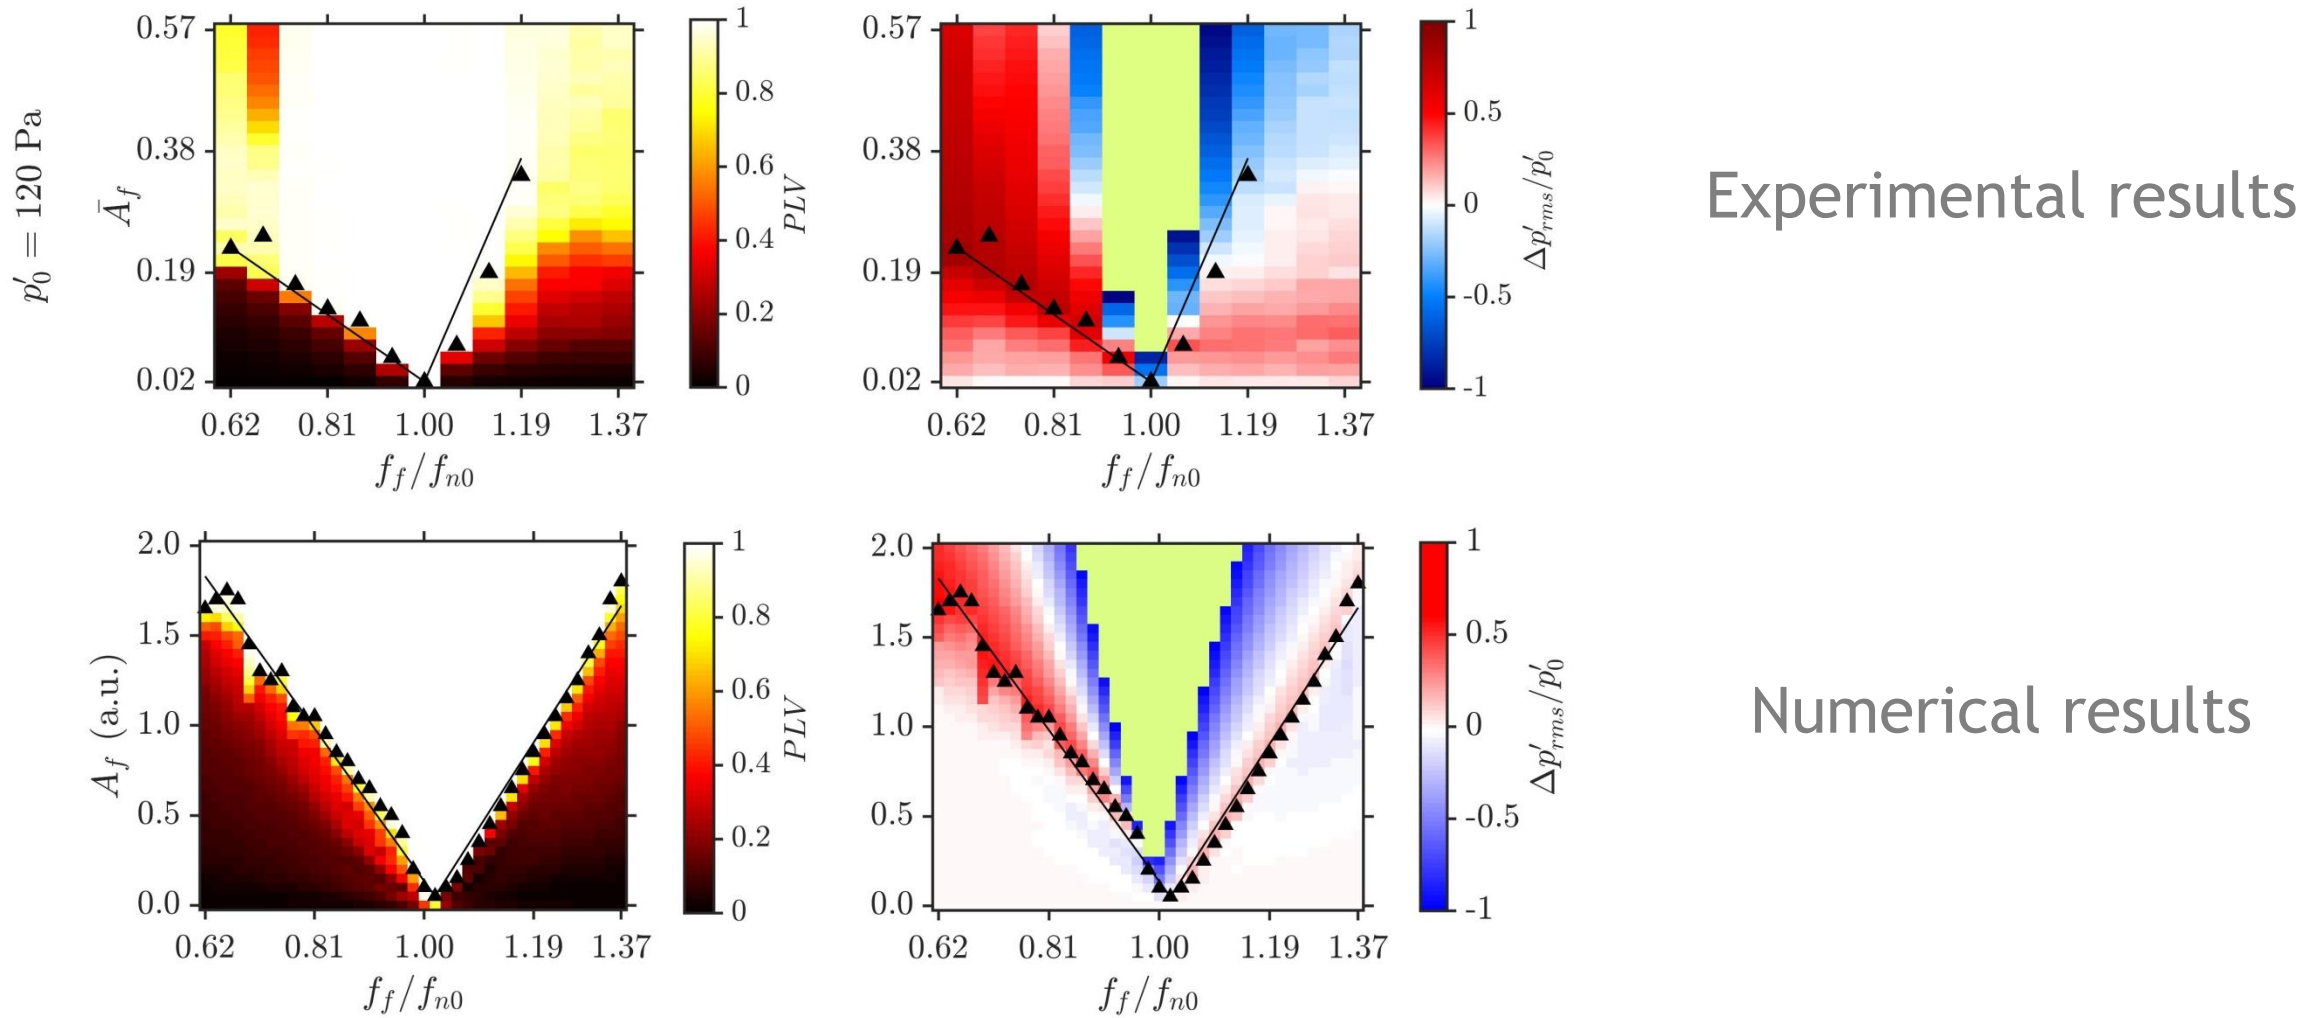 p′₀ = 120 Pa
Ā_f
0.57
0.38
0.19
0.02
0.62 0.81 1.00 1.19 1.37
f_f/f_n0
1
0.8
0.6
0.4
0.2
0
PLV
0.57
0.38
0.19
0.02
0.62 0.81 1.00 1.19 1.37
f_f/f_n0
1
0.5
0
-0.5
-1
Δp′_rms/p′₀
Experimental results
A_f (a.u.)
2.0
1.5
1.0
0.5
0.0
0.62 0.81 1.00 1.19 1.37
f_f/f_n0
1
0.8
0.6
0.4
0.2
0
PLV
2.0
1.5
1.0
0.5
0.0
0.62 0.81 1.00 1.19 1.37
f_f/f_n0
1
0.5
0
-0.5
-1
Δp′_rms/p′₀
Numerical results